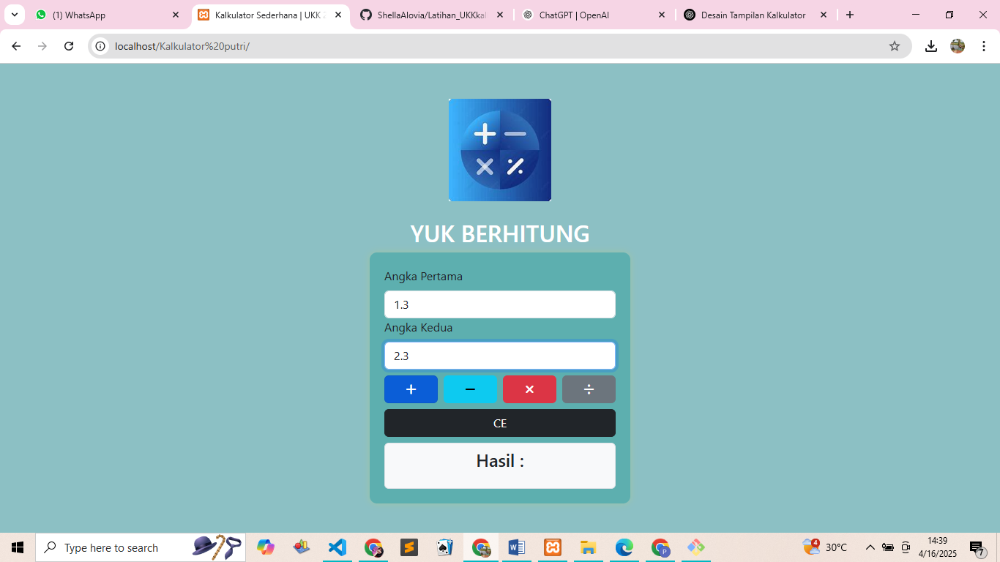 (1) WhatsApp
Kalkulator Sederhana | UKK 2
ShellaAlovia/Latihan_UKKkal
ChatGPT | OpenAI
Desain Tampilan Kalkulator
localhost/Kalkulator%20putri/
YUK BERHITUNG
Angka Pertama
1.3
Angka Kedua
2.3
+ − × ÷
CE
Hasil :
Type here to search
4
30°C
14:39
4/16/2025
7
P